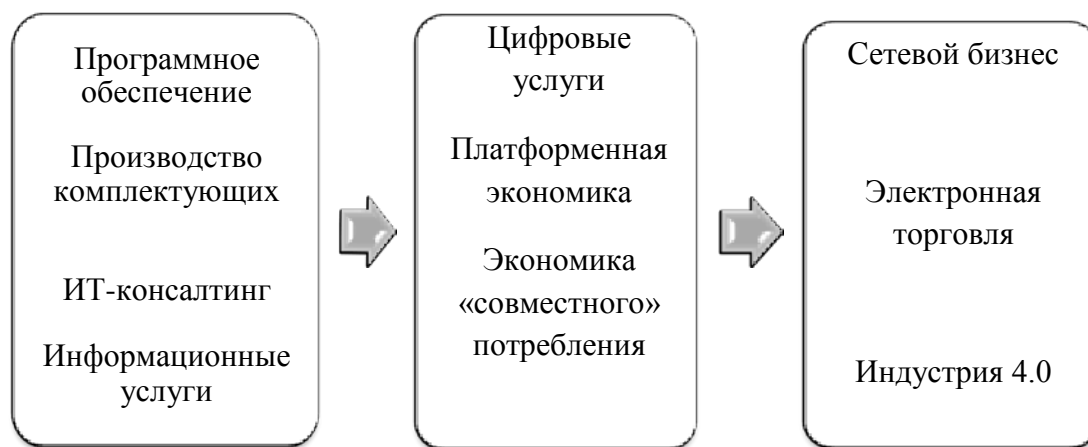 Программное
обеспечение
Производство
комплектующих
ИТ-консалтинг
Информационные
услуги
Цифровые
услуги
Платформенная
экономика
Экономика
«совместного»
потребления
Сетевой бизнес
Электронная
торговля
Индустрия 4.0